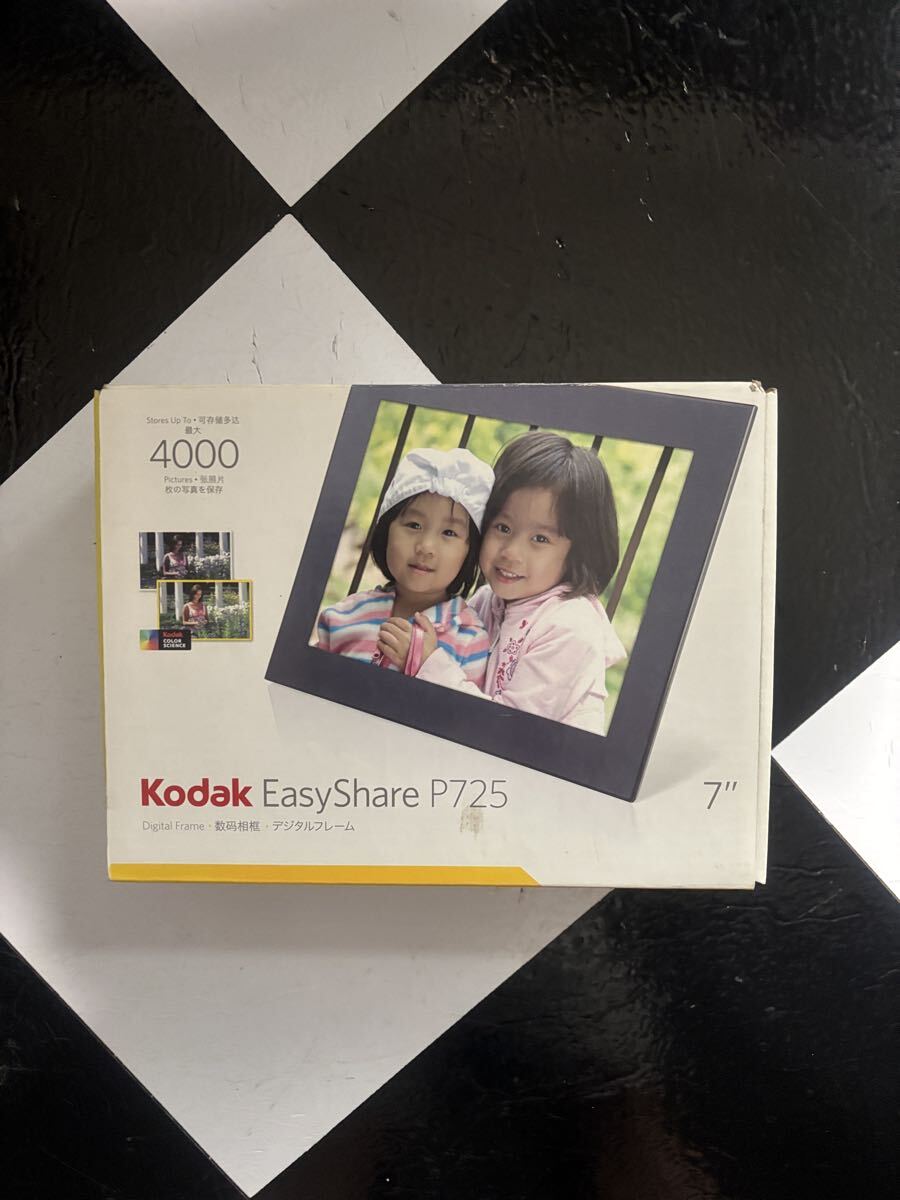 Stores Up To • 可存储多达
最大
4000
Pictures • 张照片
枚の写真を保存
Kodak
COLOR
SCIENCE
Kodak EasyShare P725
7"
Digital Frame • 数码相框 • デジタルフレーム